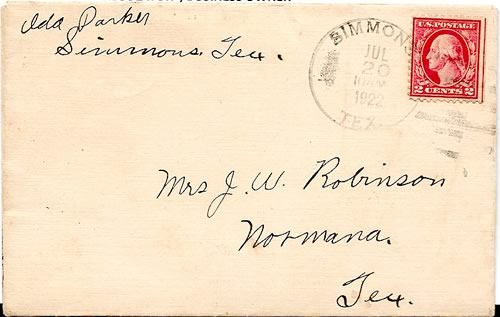 Ida Parker
Simmons, Tex.
SIMMONS
JUL
20
1922
TEX
U.S. POSTAGE
2 CENTS 2
Mrs J. W. Robinson
Normana.
Tex.